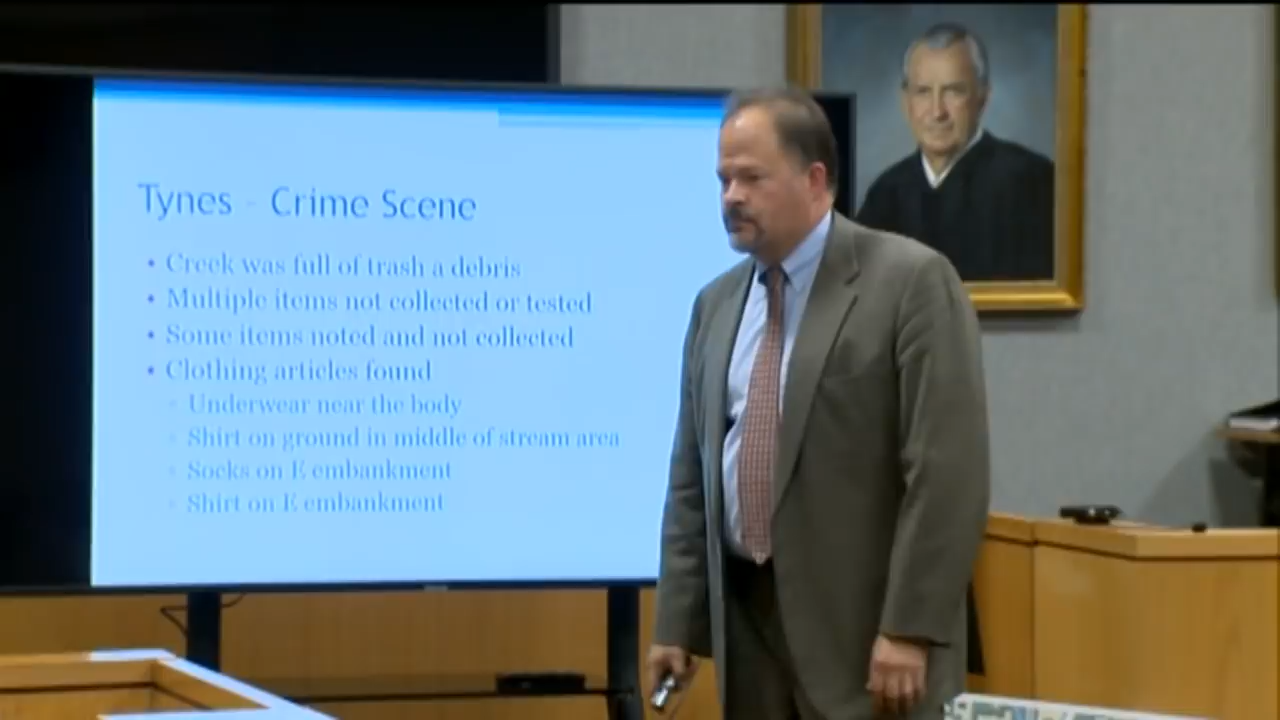 Tynes - Crime Scene
• Creek was full of trash a debris
• Multiple items not collected or tested
• Some items noted and not collected
• Clothing articles found
◦ Underwear near the body
◦ Shirt on ground in middle of stream area
◦ Socks on E embankment
◦ Shirt on E embankment